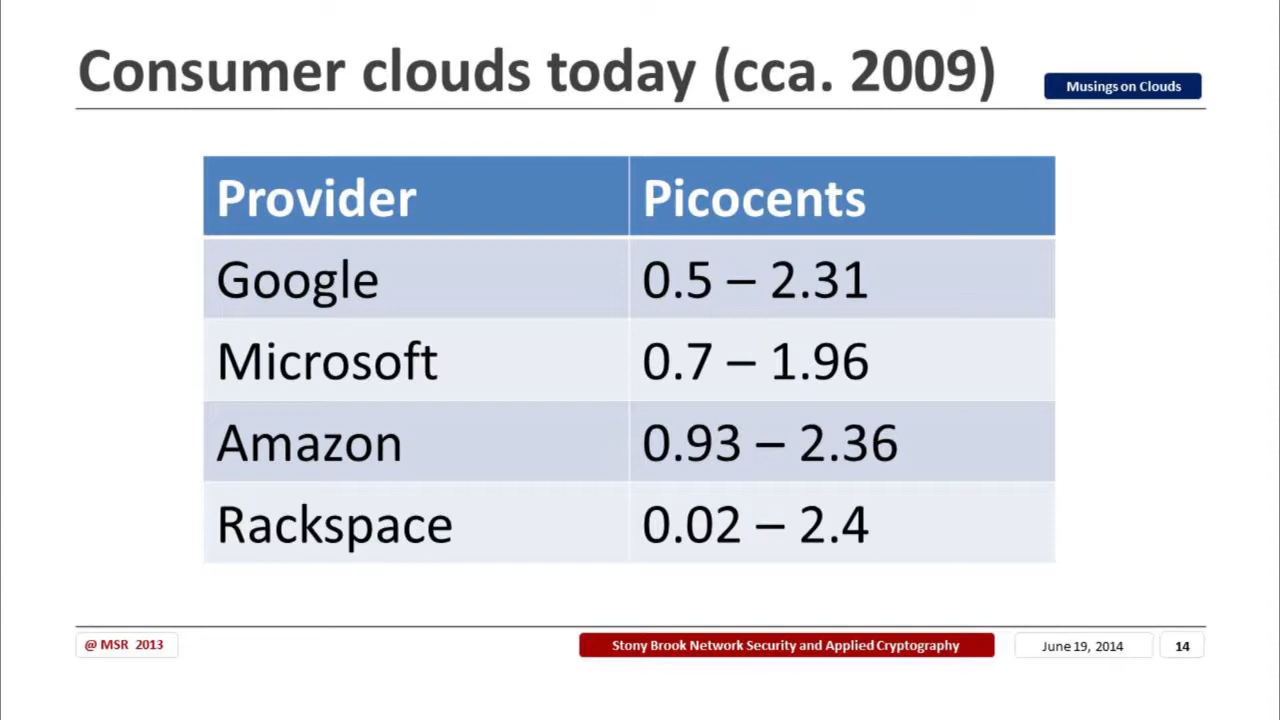 Consumer clouds today (cca. 2009)
Musings on Clouds
Provider Picocents
Google 0.5 – 2.31
Microsoft 0.7 – 1.96
Amazon 0.93 – 2.36
Rackspace 0.02 – 2.4
@ MSR 2013
Stony Brook Network Security and Applied Cryptography
June 19, 2014
14